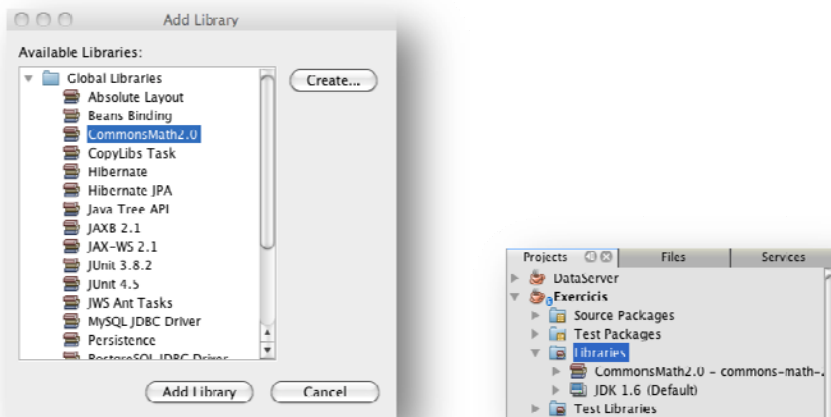 Add Library
Available Libraries:
Global Libraries
Create...
Absolute Layout
Beans Binding
CommonsMath2.0
CopyLibs Task
Hibernate
Hibernate JPA
Java Tree API
JAXB 2.1
JAX-WS 2.1
JUnit 3.8.2
JUnit 4.5
JWS Ant Tasks
MySQL JDBC Driver
Persistence
PostgreSQL JDBC Driver
Add Library
Cancel
Projects
Files
Services
DataServer
Exercicis
Source Packages
Test Packages
Libraries
CommonsMath2.0 - commons-math-.
JDK 1.6 (Default)
Test Libraries